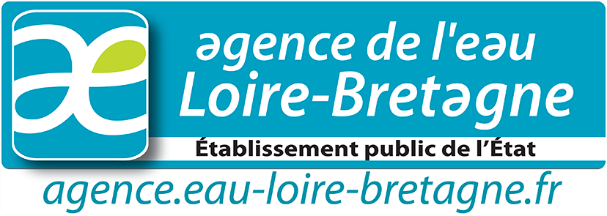 æ
agence de l'eau
Loire-Bretagne
Établissement public de l'État
agence.eau-loire-bretagne.fr